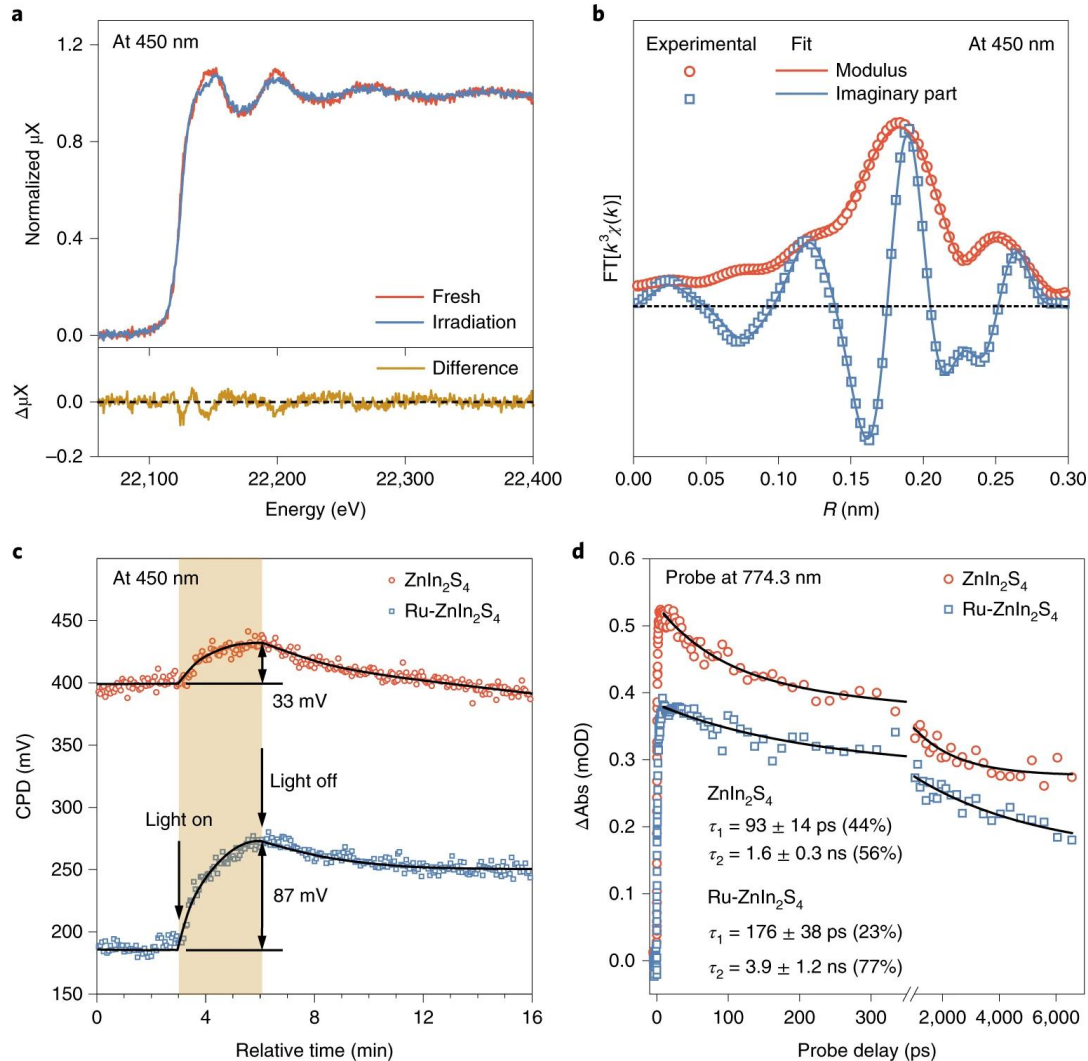 a
At 450 nm
Normalized μX
1.2
0.8
0.4
0.0
Fresh
Irradiation
ΔμX
0.0
−0.2
Difference
22,100 22,200 22,300 22,400
Energy (eV)
b
Experimental Fit At 450 nm
Modulus
Imaginary part
FT[k³χ(k)]
0.00 0.05 0.10 0.15 0.20 0.25 0.30
R (nm)
c
At 450 nm
ZnIn₂S₄
Ru-ZnIn₂S₄
CPD (mV)
450
400
350
300
250
200
150
33 mV
Light off
Light on
87 mV
0 4 8 12 16
Relative time (min)
d
Probe at 774.3 nm
ZnIn₂S₄
Ru-ZnIn₂S₄
ΔAbs (mOD)
0.6
0.5
0.4
0.3
0.2
0.1
0.0
ZnIn₂S₄
τ₁ = 93 ± 14 ps (44%)
τ₂ = 1.6 ± 0.3 ns (56%)
Ru-ZnIn₂S₄
τ₁ = 176 ± 38 ps (23%)
τ₂ = 3.9 ± 1.2 ns (77%)
0 100 200 300 2,000 4,000 6,000
Probe delay (ps)